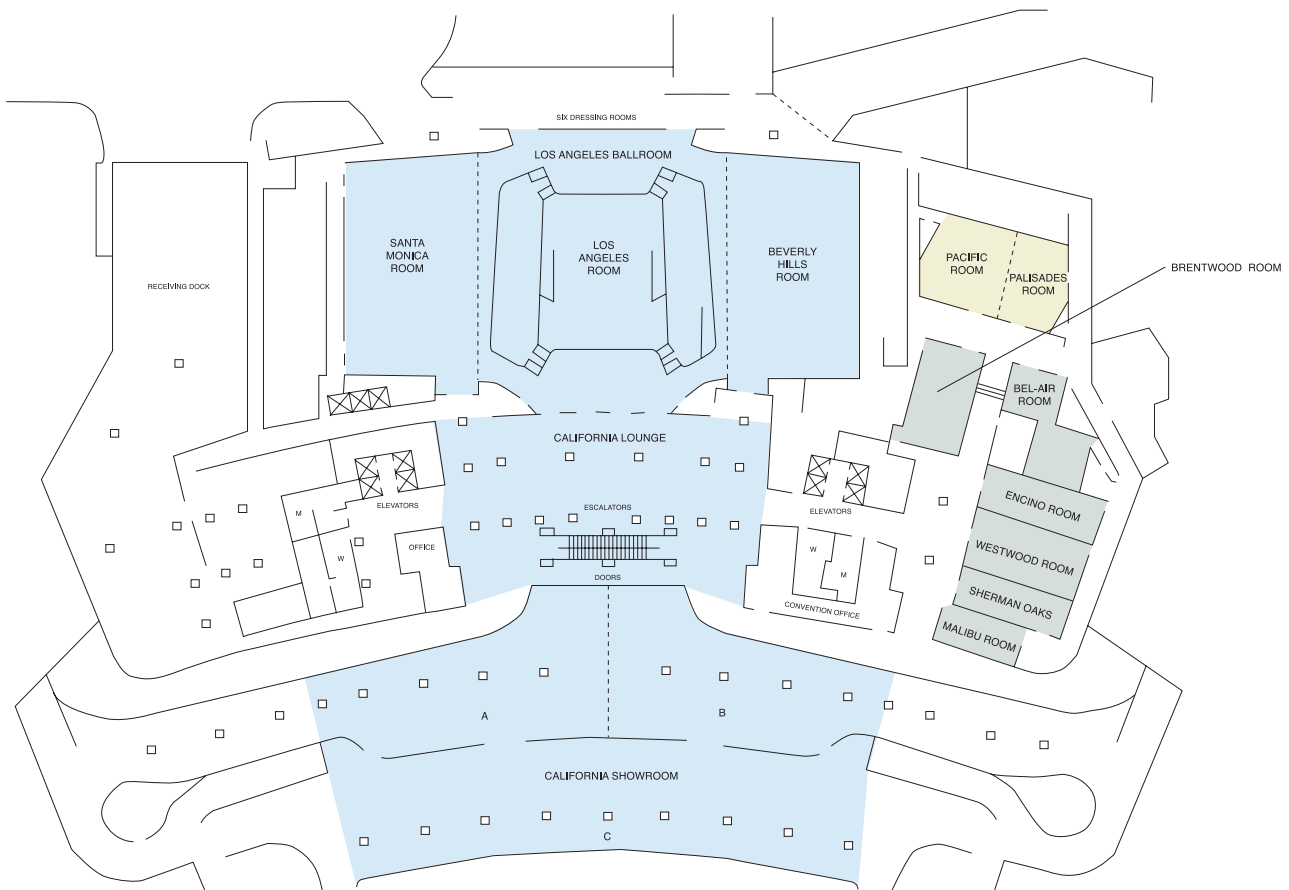 SIX DRESSING ROOMS
LOS ANGELES BALLROOM
SANTA
MONICA
ROOM
LOS
ANGELES
ROOM
BEVERLY
HILLS
ROOM
PACIFIC
ROOM
PALISADES
ROOM
BRENTWOOD ROOM
RECEIVING DOCK
BEL-AIR
ROOM
CALIFORNIA LOUNGE
ELEVATORS
ESCALATORS
ELEVATORS
ENCINO ROOM
M
W
OFFICE
W
M
WESTWOOD ROOM
DOORS
SHERMAN OAKS
CONVENTION OFFICE
MALIBU ROOM
A
B
CALIFORNIA SHOWROOM
C